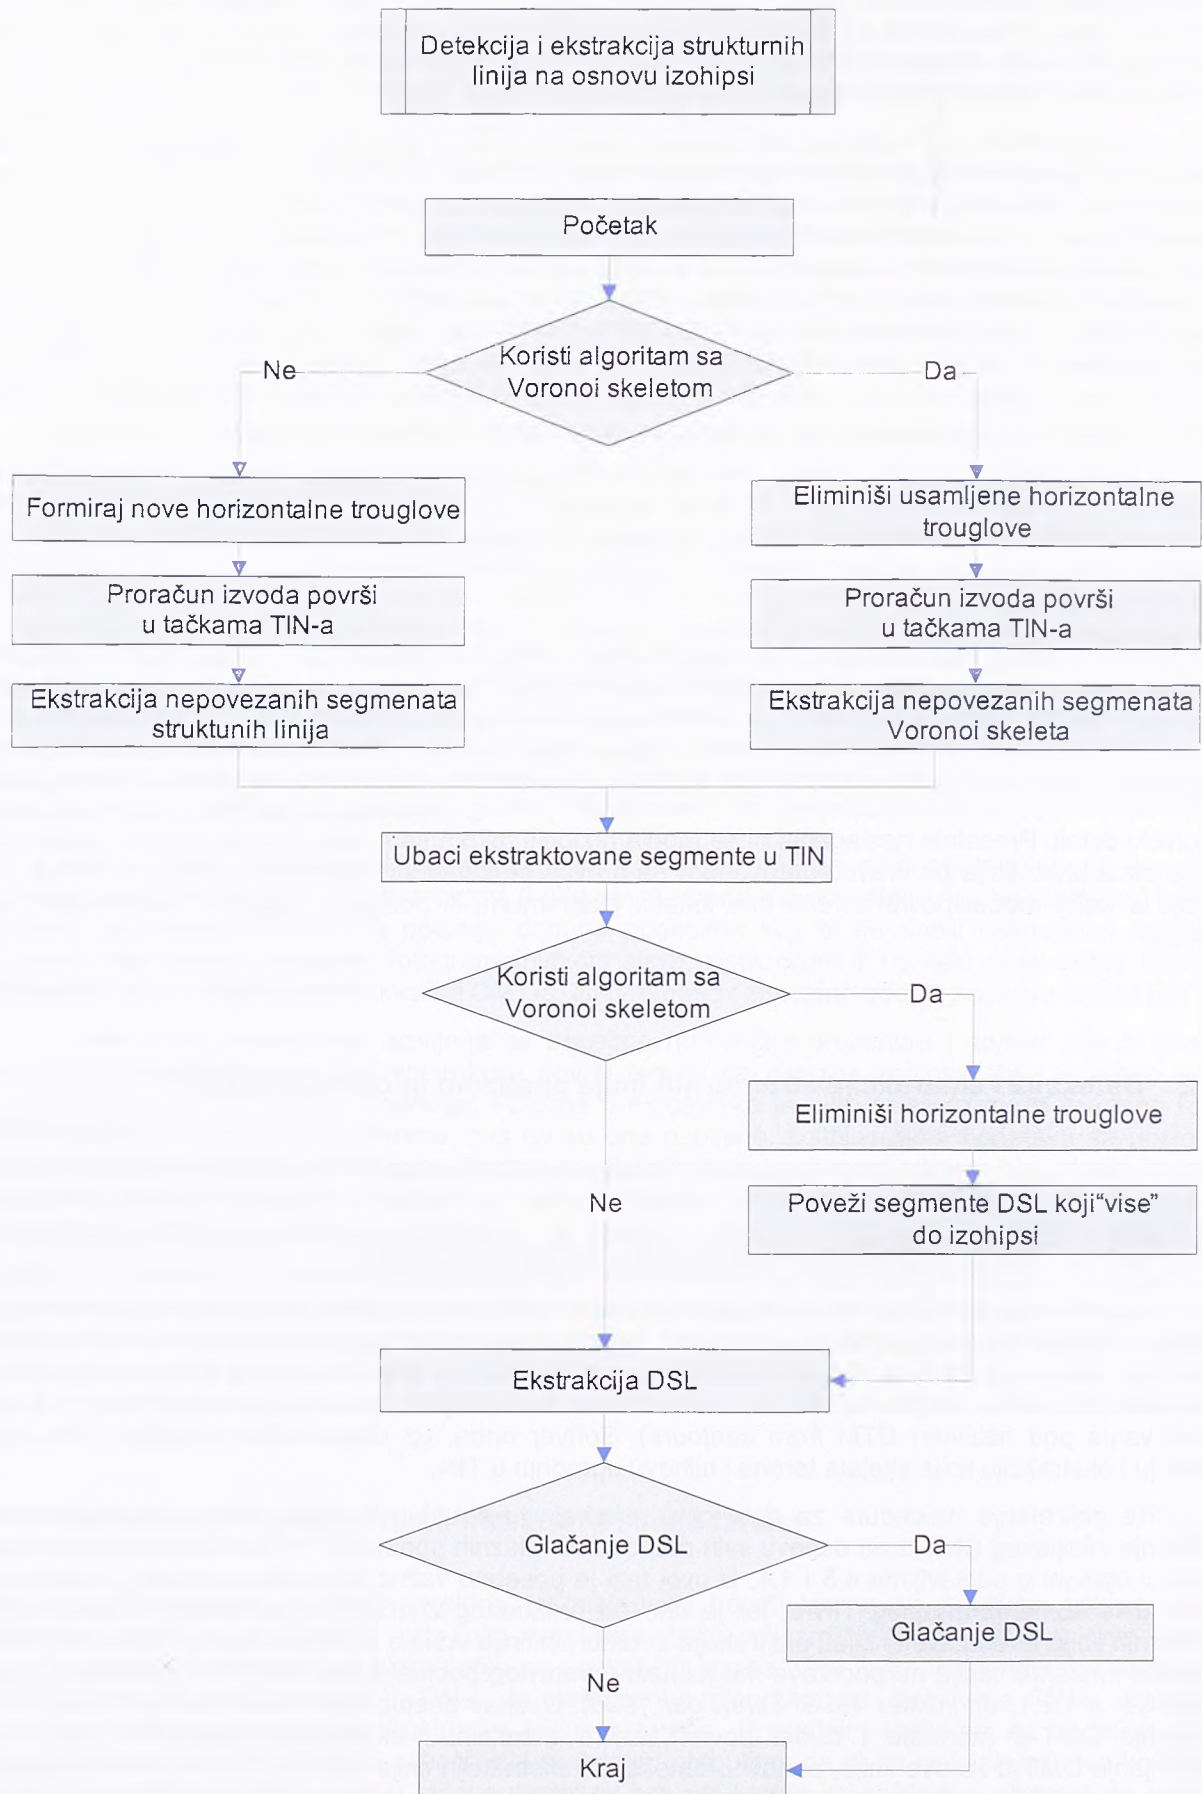 Detekcija i ekstrakcija strukturnih
linija na osnovu izohipsi
Početak
Koristi algoritam sa
Voronoi skeletom
Ne
Da
Formiraj nove horizontalne trouglove
Eliminiši usamljene horizontalne
trouglove
Proračun izvoda površi
u tačkama TIN-a
Proračun izvoda površi
u tačkama TIN-a
Ekstrakcija nepovezanih segmenata
struktunih linija
Ekstrakcija nepovezanih segmenata
Voronoi skeleta
Ubaci ekstraktovane segmente u TIN
Koristi algoritam sa
Voronoi skeletom
Da
Eliminiši horizontalne trouglove
Ne
Poveži segmente DSL koji“vise”
do izohipsi
Ekstrakcija DSL
Glačanje DSL
Da
Glačanje DSL
Ne
Kraj